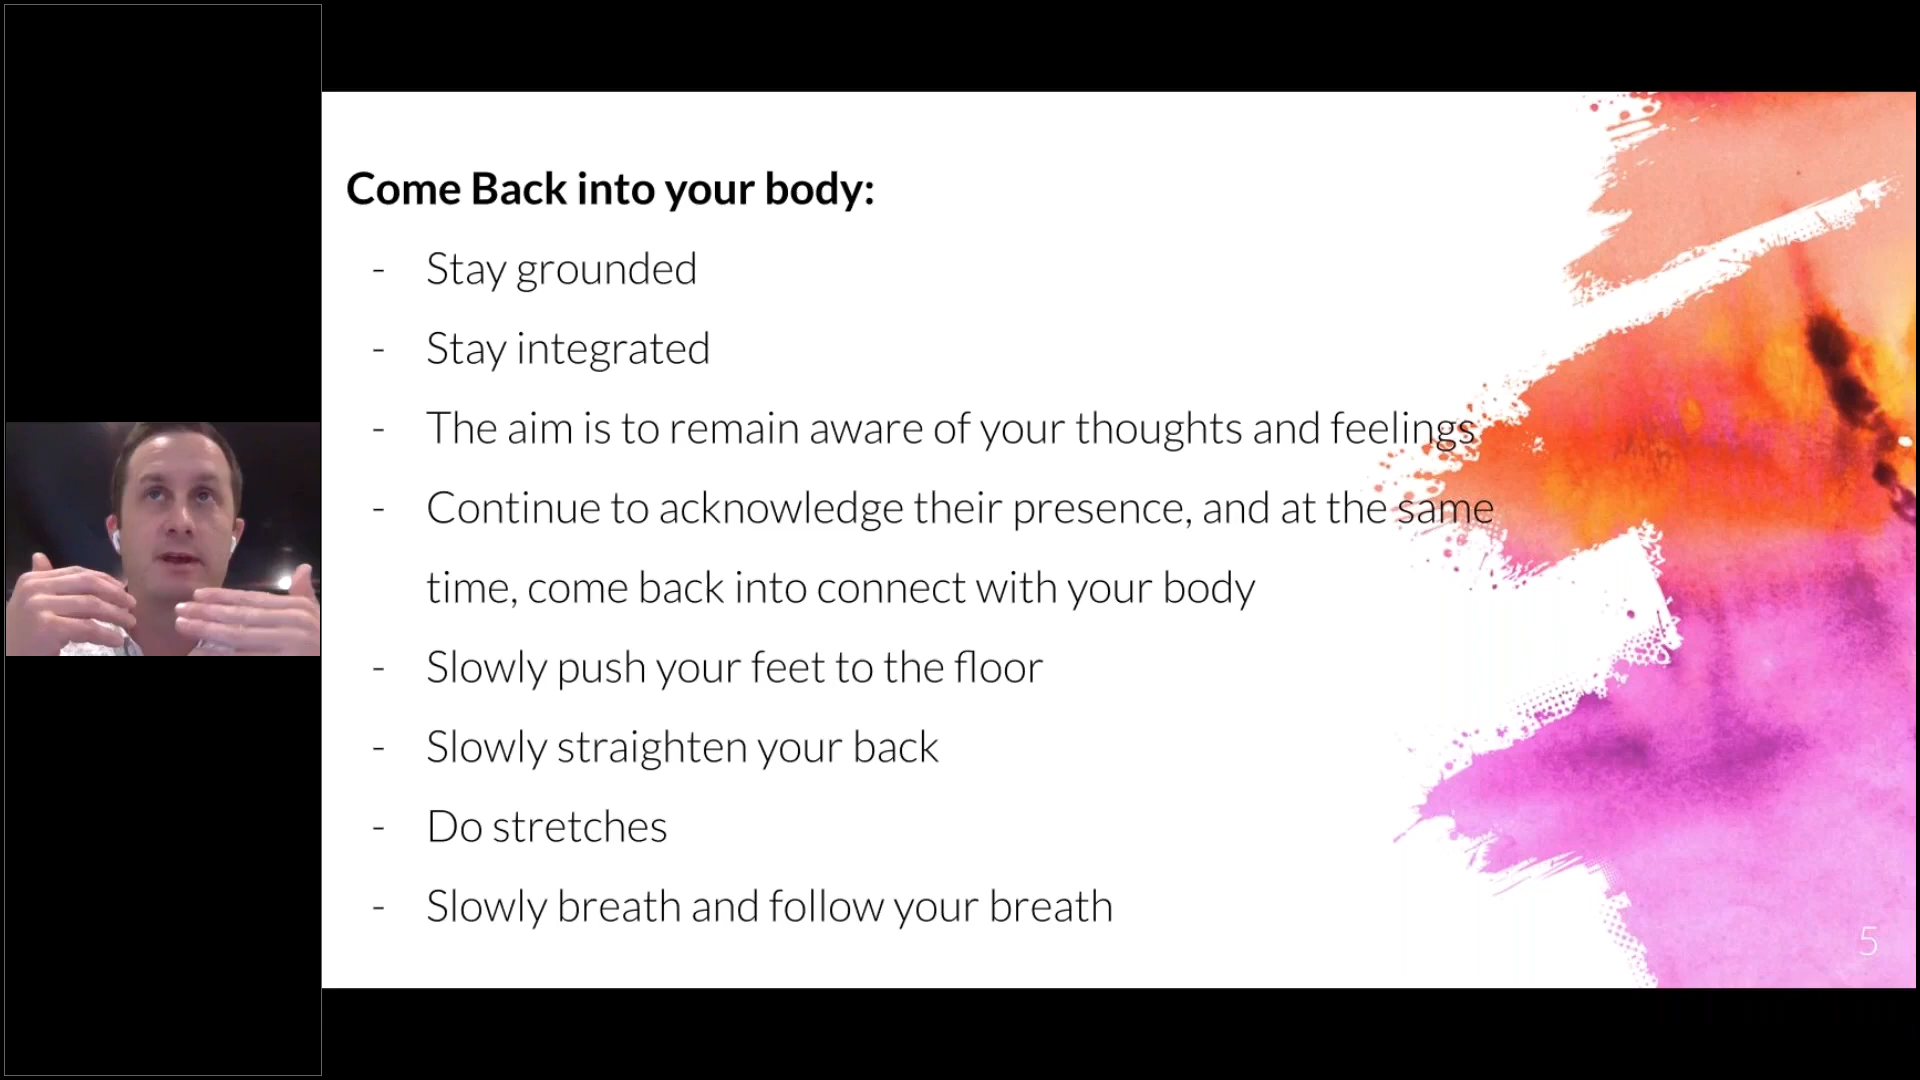 Come Back into your body:
- Stay grounded
- Stay integrated
- The aim is to remain aware of your thoughts and feelings
- Continue to acknowledge their presence, and at the same
time, come back into connect with your body
- Slowly push your feet to the floor
- Slowly straighten your back
- Do stretches
- Slowly breath and follow your breath
5